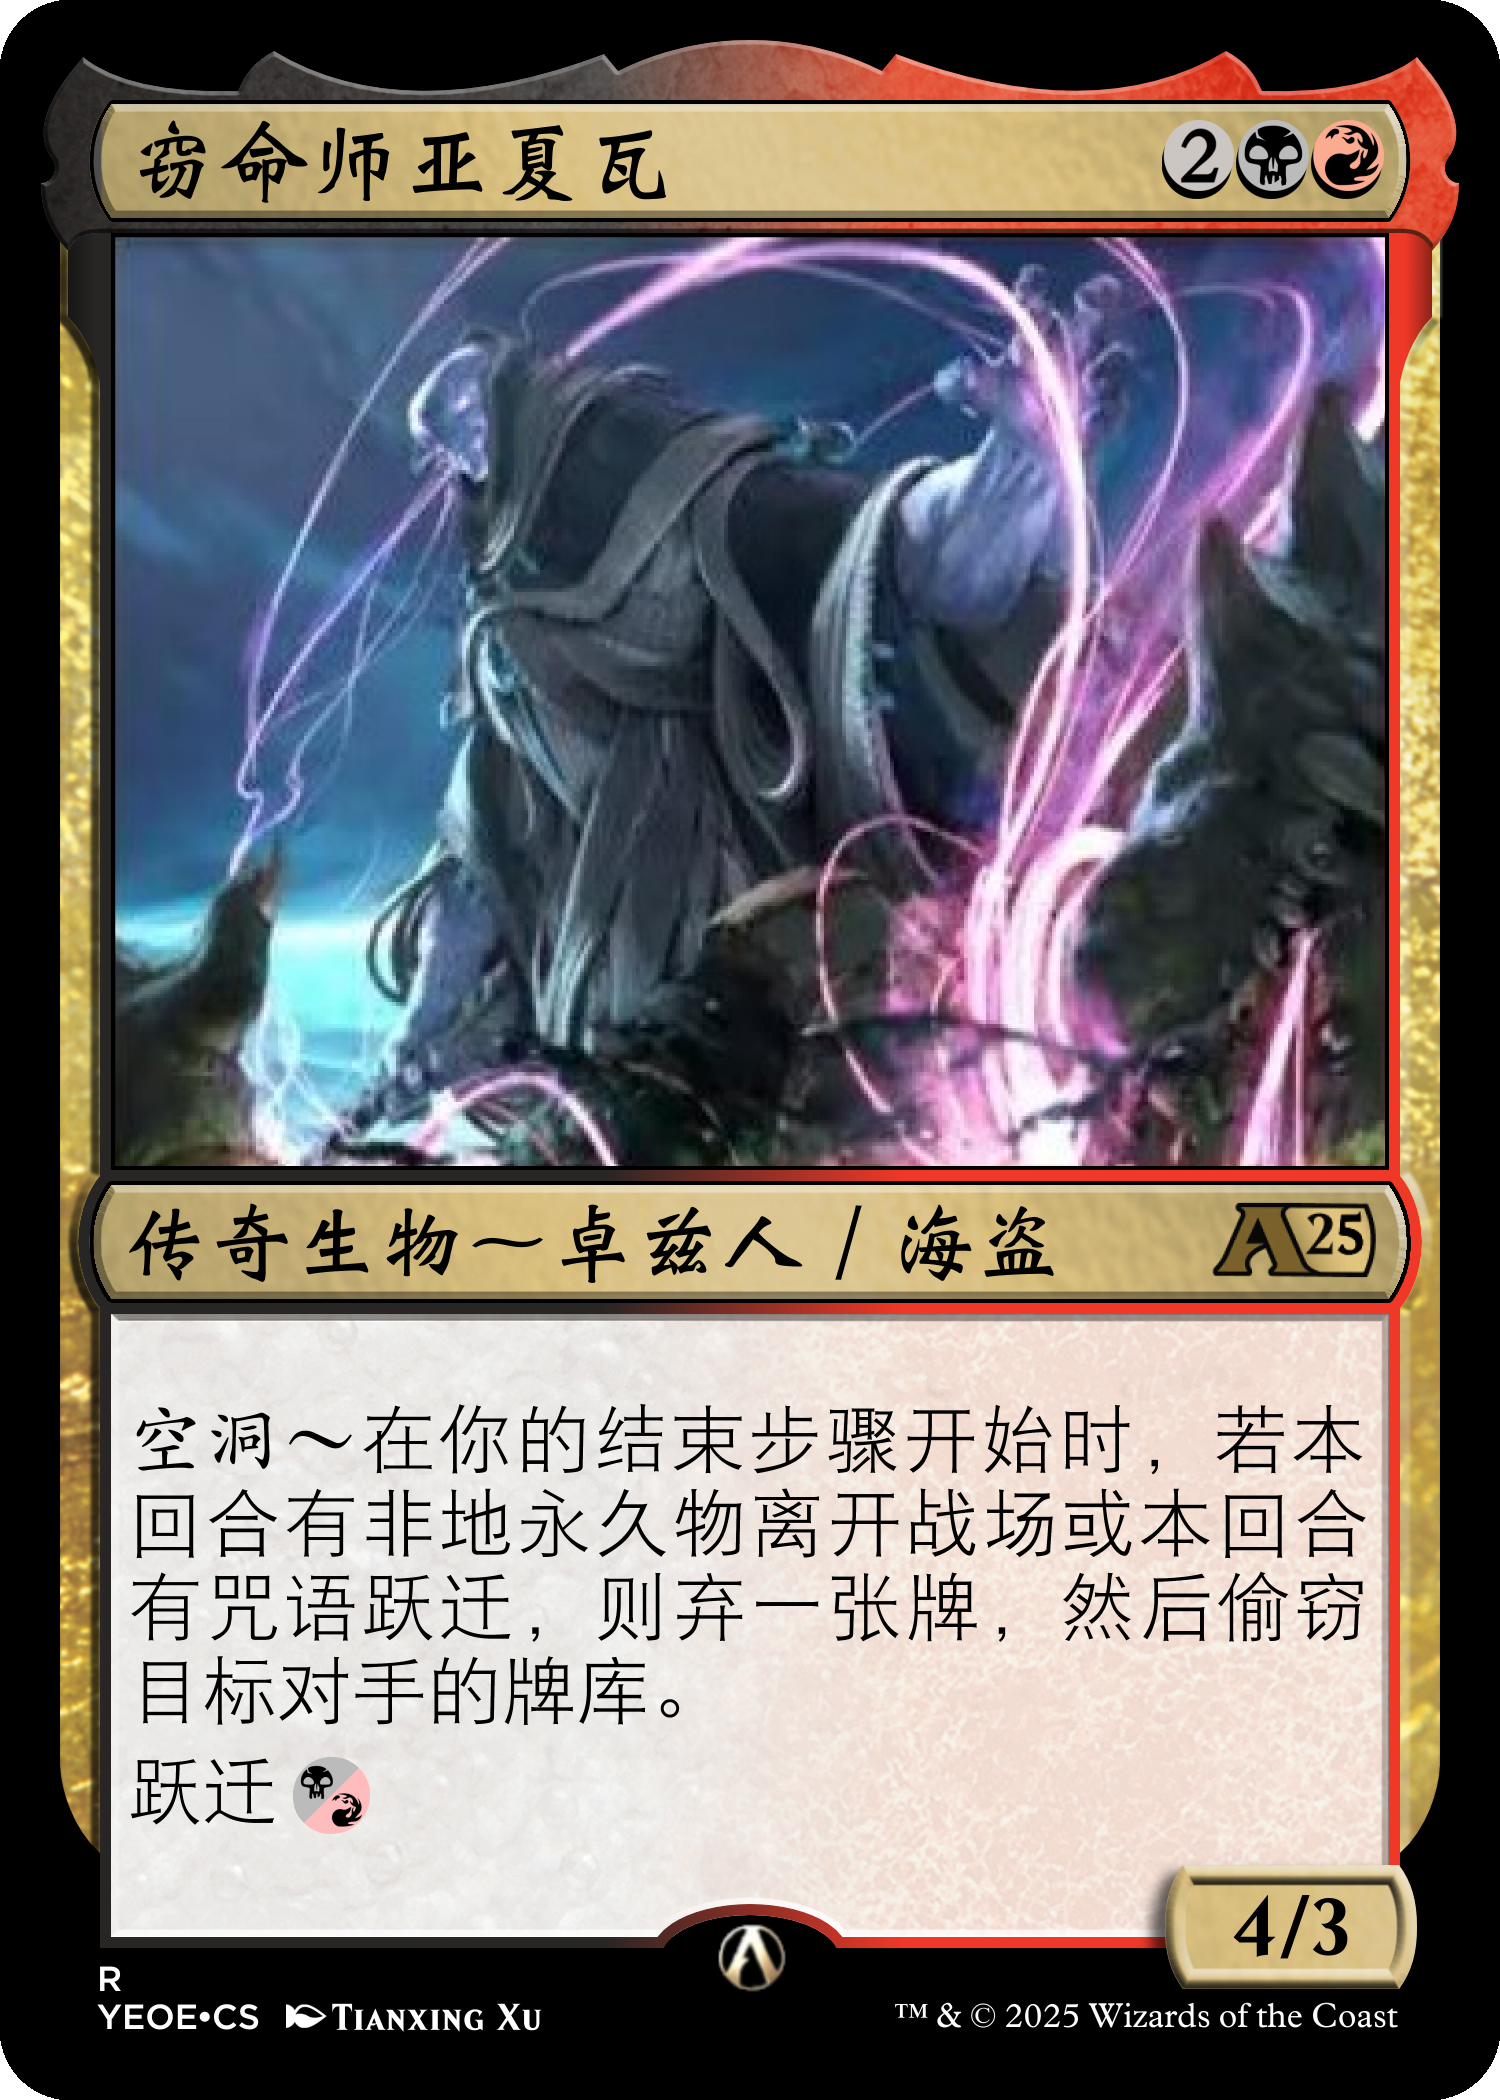 窃命师亚夏瓦 2
传奇生物～卓兹人／海盗 A25
空洞～在你的结束步骤开始时，若本
回合有非地永久物离开战场或本回合
有咒语跃迁，则弃一张牌，然后偷窃
目标对手的牌库。
跃迁
4/3
R
YEOE•CS TIANXING XU
™ & © 2025 Wizards of the Coast